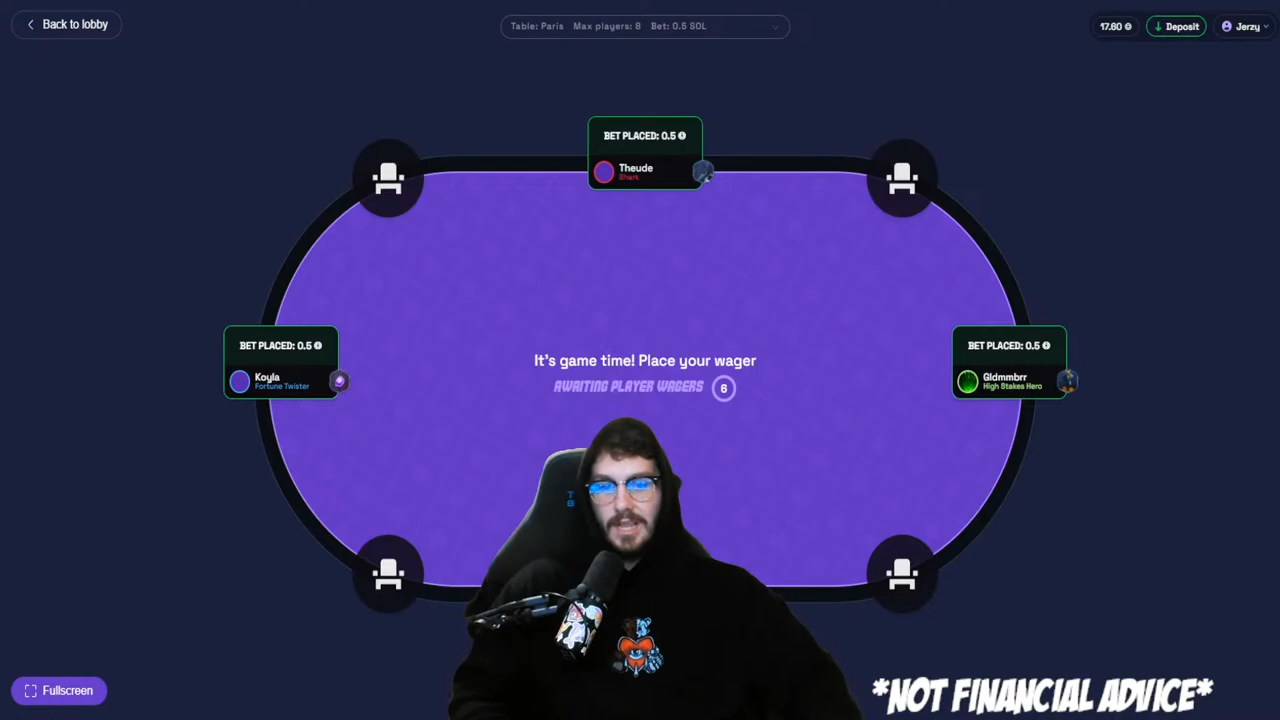 Back to lobby
Table: Paris Max players: 8 Bet: 0.5 SOL
17.60
Deposit
Jerzy
BET PLACED: 0.5
Theude
Shark
BET PLACED: 0.5
Koyla
Fortune Twister
BET PLACED: 0.5
Gldmmbrr
High Stakes Hero
It's game time! Place your wager
AWAITING PLAYER WAGERS 6
T
G
Fullscreen
*NOT FINANCIAL ADVICE*